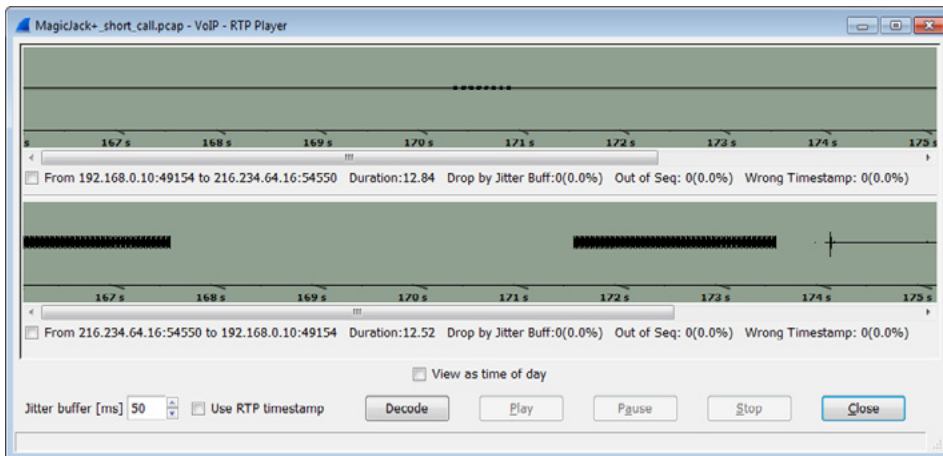 MagicJack+_short_call.pcap - VoIP - RTP Player
s 167 s 168 s 169 s 170 s 171 s 172 s 173 s 174 s 175 s
From 192.168.0.10:49154 to 216.234.64.16:54550 Duration:12.84 Drop by Jitter Buff:0(0.0%) Out of Seq: 0(0.0%) Wrong Timestamp: 0(0.0%)
167 s 168 s 169 s 170 s 171 s 172 s 173 s 174 s 175 s
From 216.234.64.16:54550 to 192.168.0.10:49154 Duration:12.52 Drop by Jitter Buff:0(0.0%) Out of Seq: 0(0.0%) Wrong Timestamp: 0(0.0%)
View as time of day
Jitter buffer [ms] 50 Use RTP timestamp Decode Play Pause Stop Close